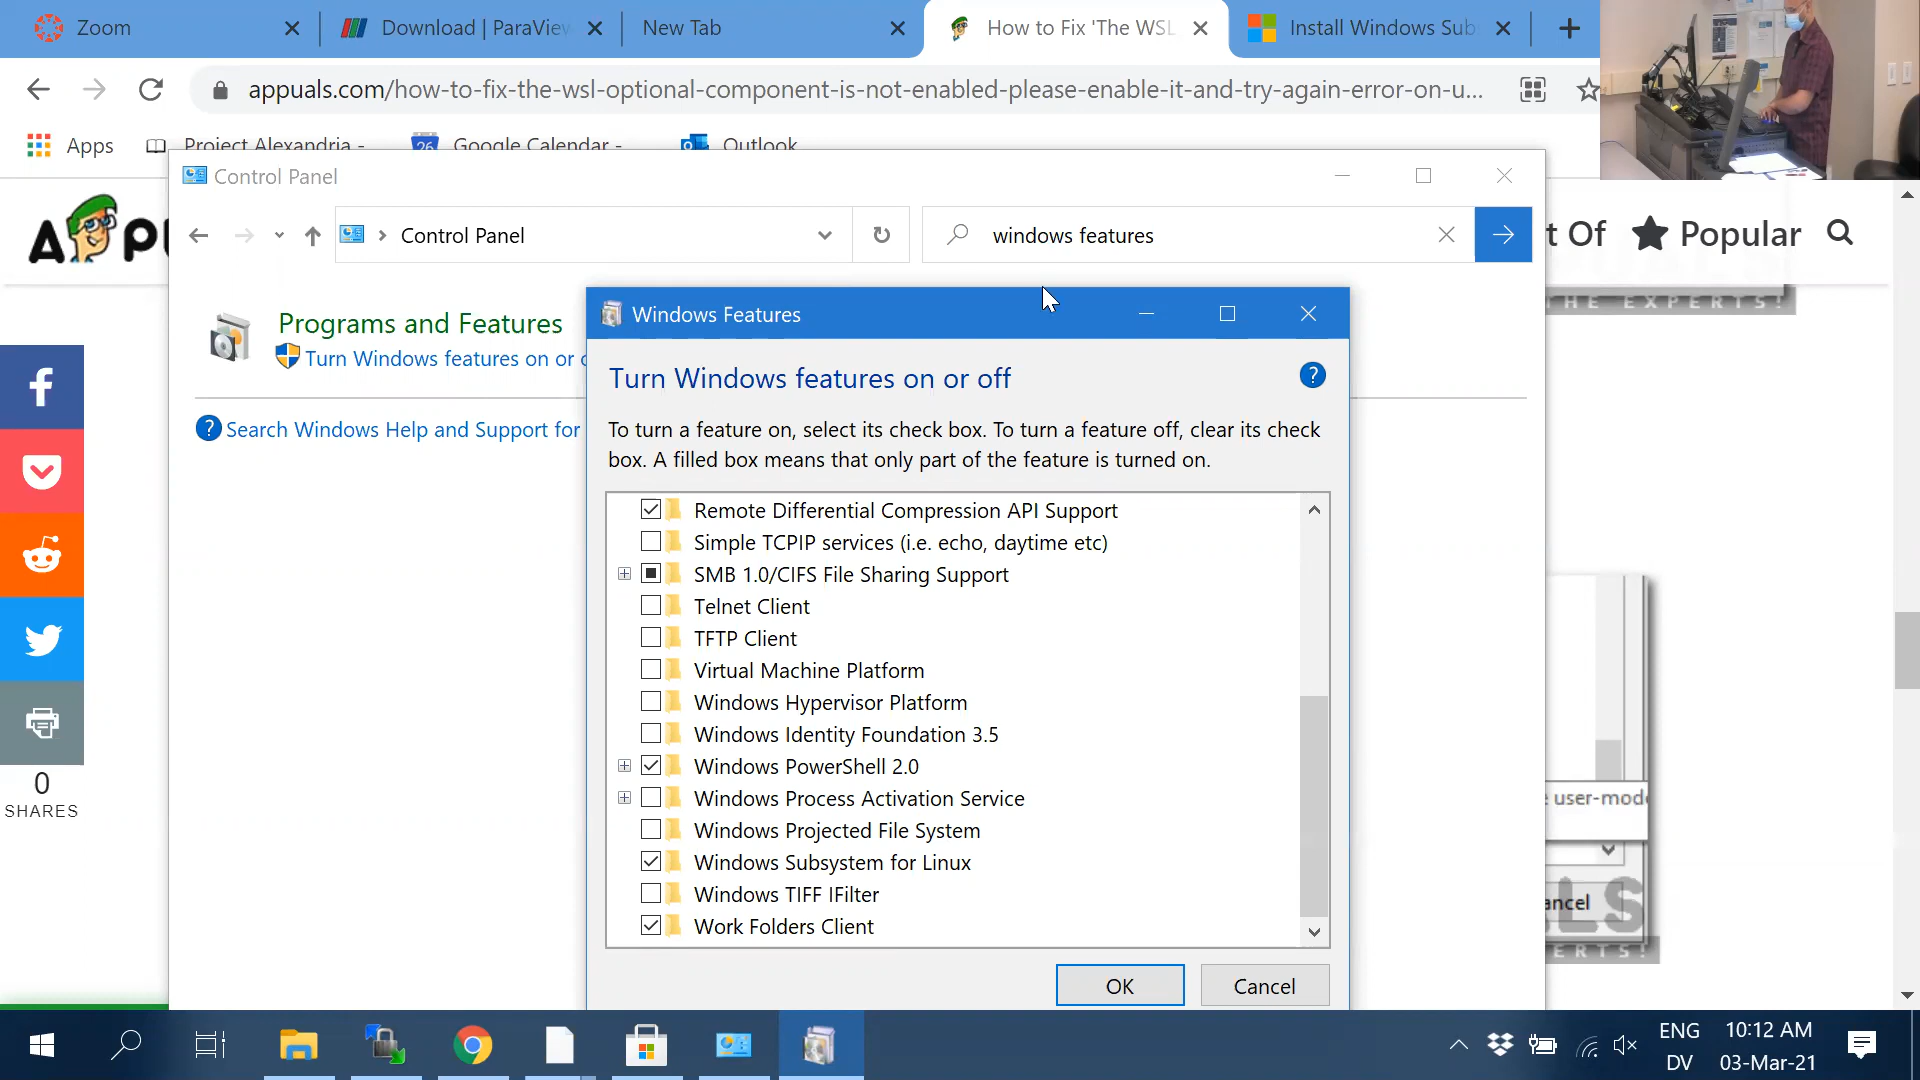 Zoom
Download | ParaView
New Tab
How to Fix 'The WSL
Install Windows Sub
appuals.com/how-to-fix-the-wsl-optional-component-is-not-enabled-please-enable-it-and-try-again-error-on-u...
Apps
Project Alexandria -
26
Google Calendar -
Outlook
Control Panel
Control Panel
windows features
t Of
Popular
THE EXPERTS!
Programs and Features
Turn Windows features on or o
Search Windows Help and Support for
Windows Features
Turn Windows features on or off
To turn a feature on, select its check box. To turn a feature off, clear its check
box. A filled box means that only part of the feature is turned on.
Remote Differential Compression API Support
Simple TCPIP services (i.e. echo, daytime etc)
SMB 1.0/CIFS File Sharing Support
Telnet Client
TFTP Client
Virtual Machine Platform
Windows Hypervisor Platform
Windows Identity Foundation 3.5
Windows PowerShell 2.0
Windows Process Activation Service
Windows Projected File System
Windows Subsystem for Linux
Windows TIFF IFilter
Work Folders Client
OK
Cancel
0
SHARES
user-mod
ancel
LS
ERTS!
ENG
DV
10:12 AM
03-Mar-21